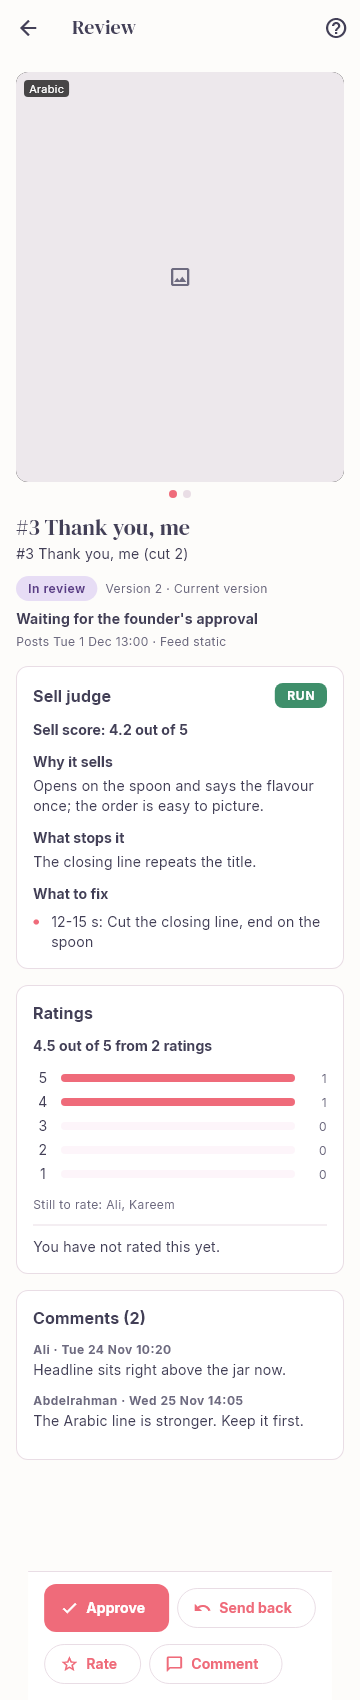 Review
Arabic
#3 Thank you, me
#3 Thank you, me (cut 2)
In review
Version 2 · Current version
Waiting for the founder's approval
Posts Tue 1 Dec 13:00 · Feed static
Sell judge
RUN
Sell score: 4.2 out of 5
Why it sells
Opens on the spoon and says the flavour
once; the order is easy to picture.
What stops it
The closing line repeats the title.
What to fix
• 12-15 s: Cut the closing line, end on the
spoon
Ratings
4.5 out of 5 from 2 ratings
5 1
4 1
3 0
2 0
1 0
Still to rate: Ali, Kareem
You have not rated this yet.
Comments (2)
Ali · Tue 24 Nov 10:20
Headline sits right above the jar now.
Abdelrahman · Wed 25 Nov 14:05
The Arabic line is stronger. Keep it first.
Approve
Send back
Rate
Comment